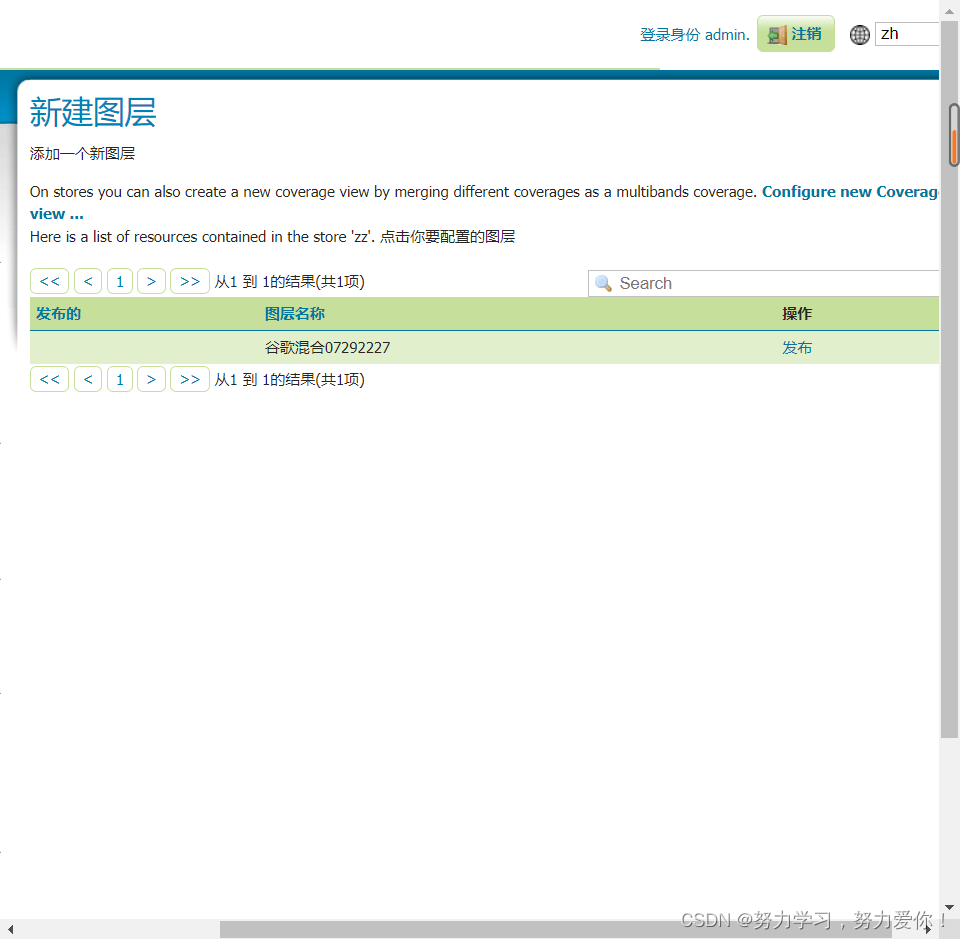 登录身份 admin. 注销 zh
新建图层
添加一个新图层
On stores you can also create a new coverage view by merging different coverages as a multibands coverage. Configure new Coverage
view ...
Here is a list of resources contained in the store 'zz'. 点击你要配置的图层
<< < 1 > >> 从1 到 1的结果(共1项) Search
发布的 图层名称 操作
谷歌混合07292227 发布
<< < 1 > >> 从1 到 1的结果(共1项)
CSDN @努力学习，努力爱你！